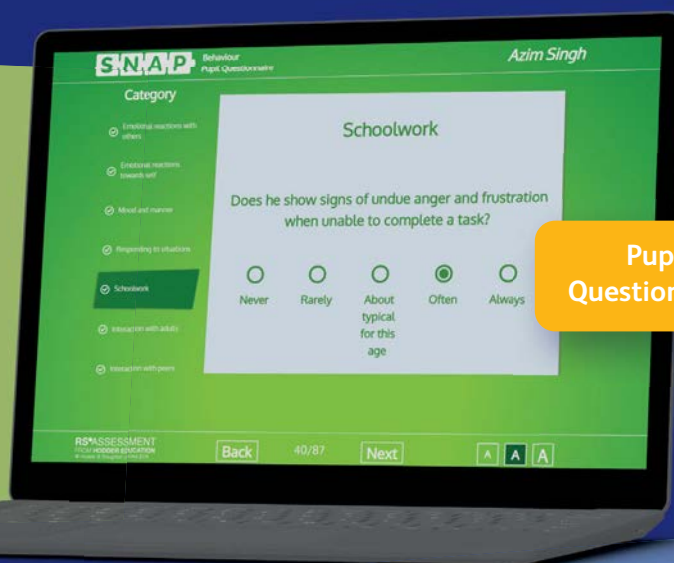 SNAP
Behaviour
Pupil Questionnaire
Azim Singh
Category
Emotional reactions with
others
Emotional reactions
towards self
Mood and manner
Responding to situations
Schoolwork
Interaction with adults
Interaction with peers
Schoolwork
Does he show signs of undue anger and frustration
when unable to complete a task?
Never
Rarely
About
typical
for this
age
Often
Always
Pup
Question
RS ASSESSMENT
FROM HODDER EDUCATION
Back
40/87
Next
A A A